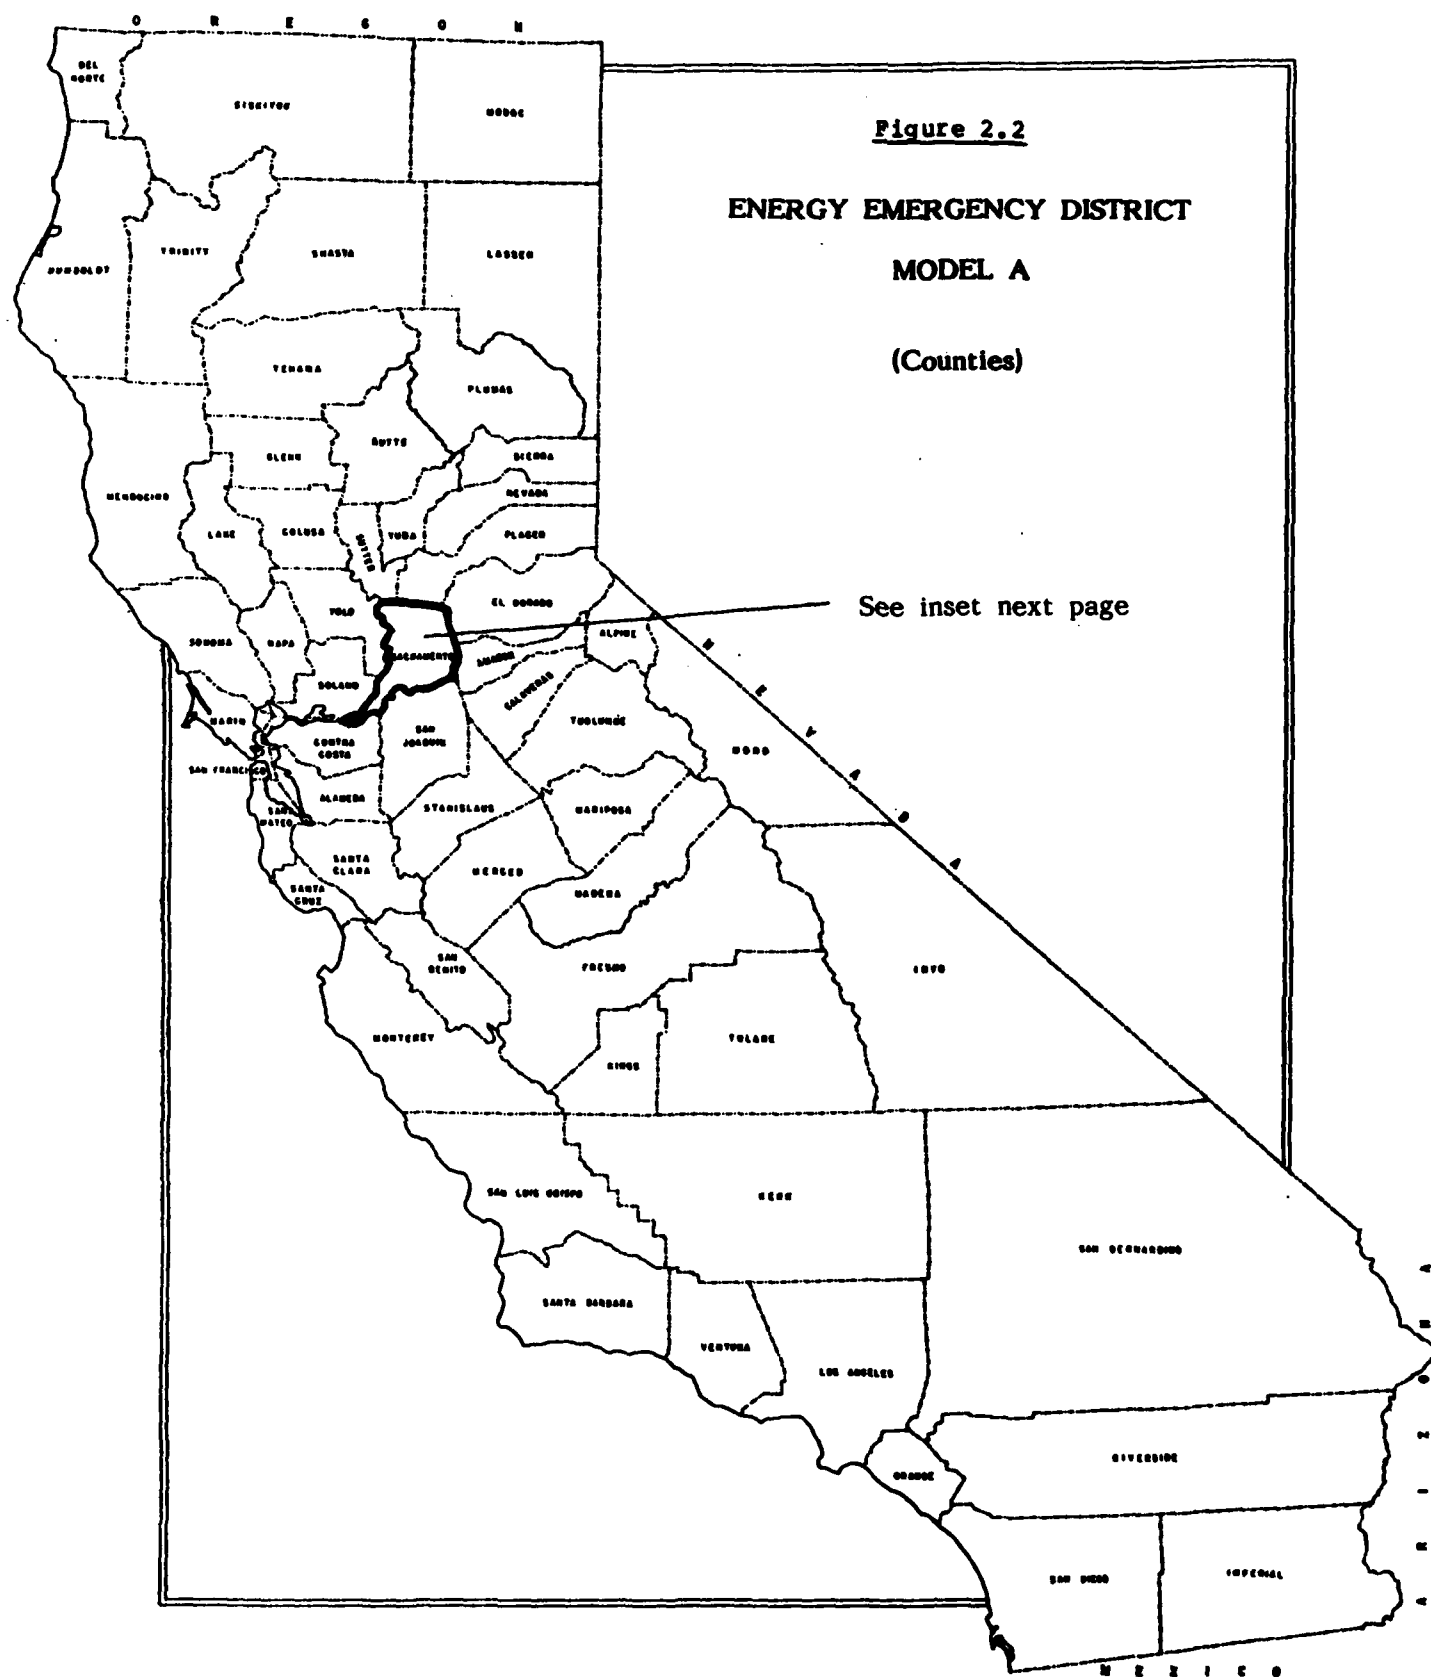 O R E G O N
DEL
NORTE
SISKIYOU
MODOC
Figure 2.2
ENERGY EMERGENCY DISTRICT
MODEL A
(Counties)
HUMBOLDT
TRINITY
SHASTA
LASSEN
TEHAMA
PLUMAS
GLENN
BUTTE
SIERRA
MENDOCINO
NEVADA
LAKE
COLUSA
SUTTER
YUBA
PLACER
See inset next page
YOLO
EL DORADO
SONOMA
NAPA
ALPINE
SACRAMENTO
AMADOR
SOLANO
CALAVERAS
N E V A D A
MARIN
TUOLUMNE
SAN
JOAQUIN
CONTRA
COSTA
MONO
SAN FRANCISCO
ALAMEDA
STANISLAUS
MARIPOSA
SAN
MATEO
SANTA
CLARA
MERCED
SANTA
CRUZ
MADERA
SAN
BENITO
FRESNO
INYO
MONTEREY
KINGS
TULARE
SAN LUIS OBISPO
KERN
SAN BERNARDINO
SANTA BARBARA
VENTURA
LOS ANGELES
A R I Z O N A
ORANGE
RIVERSIDE
SAN DIEGO
IMPERIAL
M E X I C O